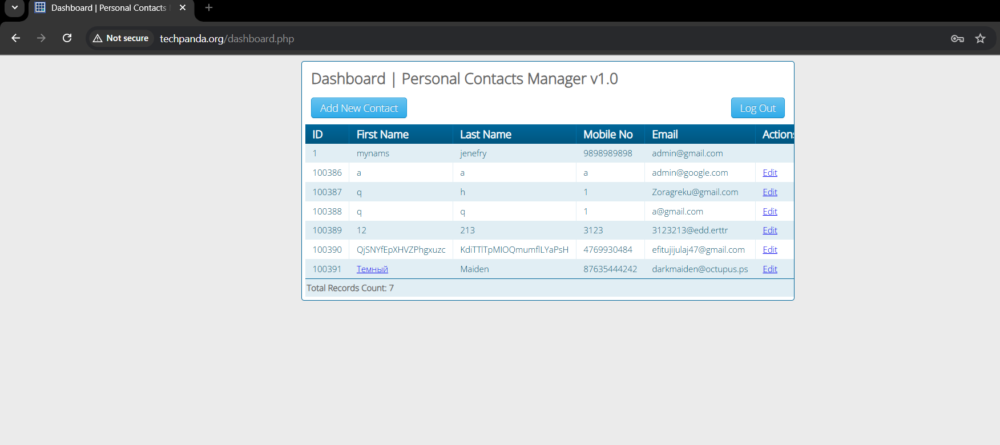 Dashboard | Personal Contacts
Not secure techpanda.org/dashboard.php
Dashboard | Personal Contacts Manager v1.0
Add New Contact Log Out
ID First Name Last Name Mobile No Email Actions
1 mynams jenefry 9898989898 admin@gmail.com
100386 a a a admin@google.com Edit
100387 q h 1 Zoragreku@gmail.com Edit
100388 q q 1 a@gmail.com Edit
100389 12 213 3123 3123213@edd.erttr Edit
100390 QjSNYfEpXHVZPhgxuzc KdiTTlTpMIOQmumflLYaPsH 4769930484 efitujijulaj47@gmail.com Edit
100391 Темный Maiden 87635444242 darkmaiden@octupus.ps Edit
Total Records Count: 7